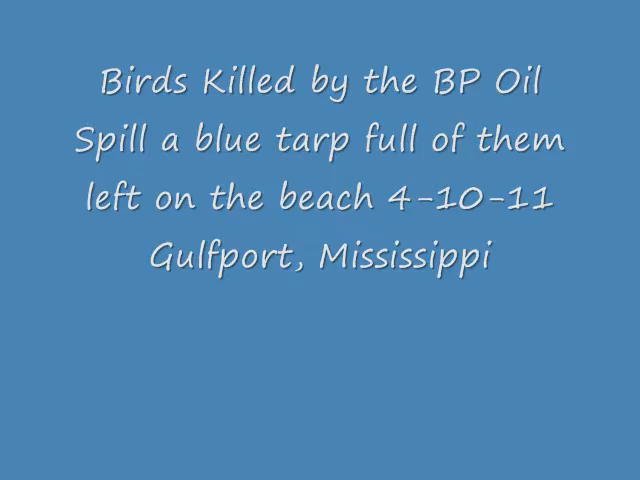 Birds Killed by the BP Oil
Spill a blue tarp full of them
left on the beach 4-10-11
Gulfport, Mississippi